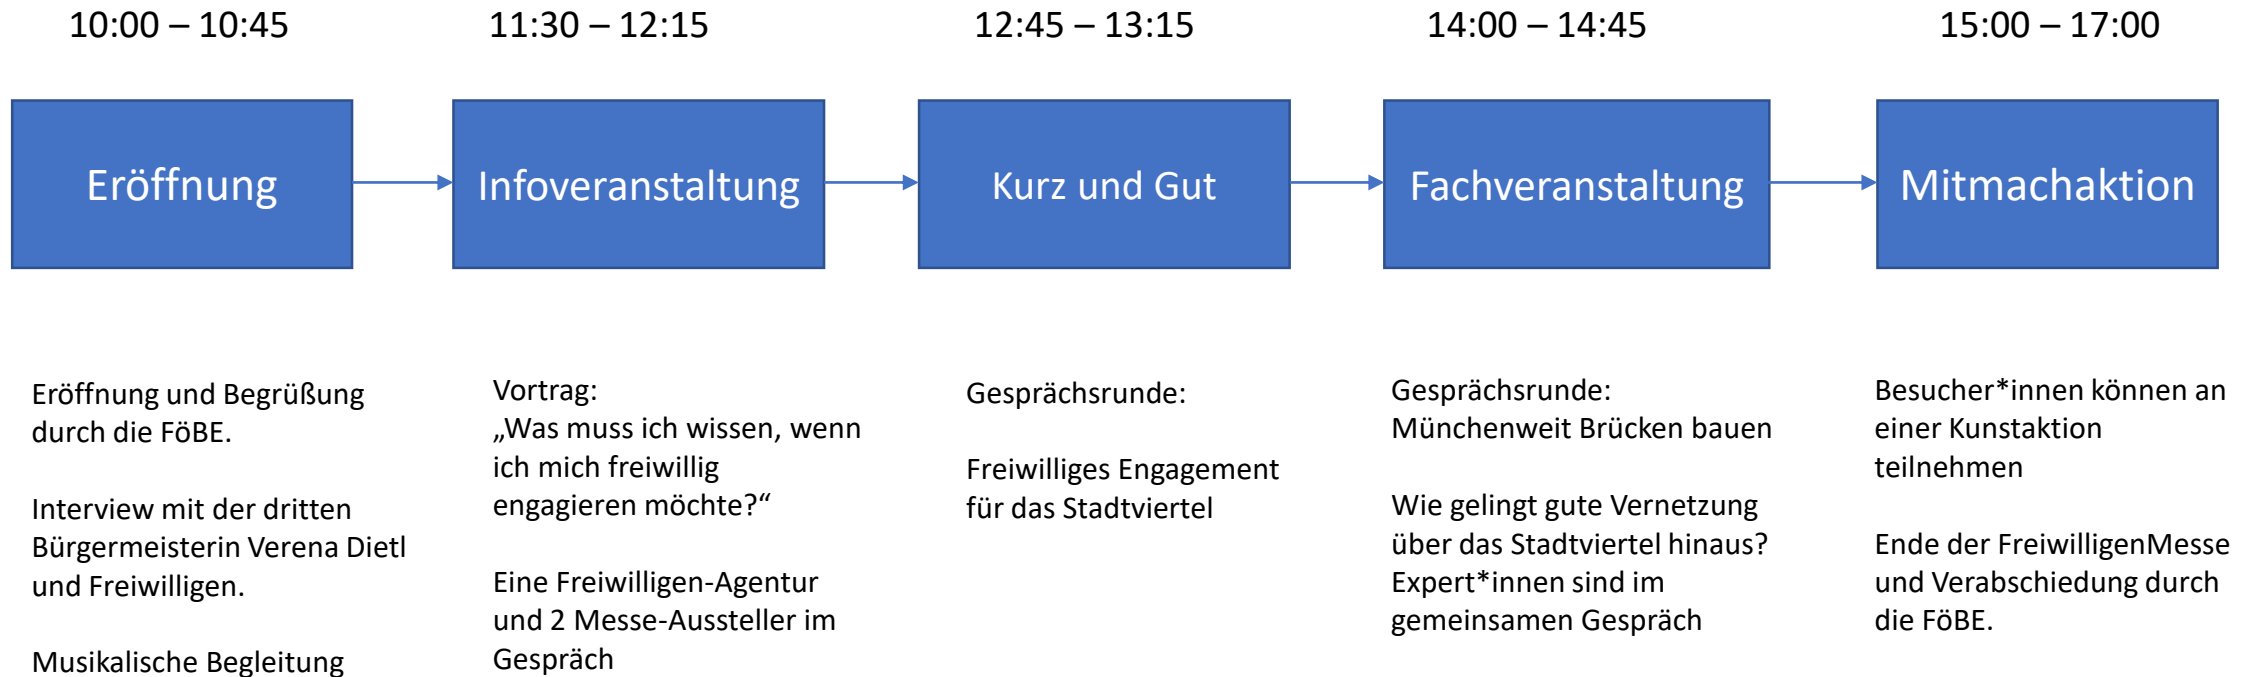 10:00 – 10:45
11:30 – 12:15
12:45 – 13:15
14:00 – 14:45
15:00 – 17:00
Eröffnung
Infoveranstaltung
Kurz und Gut
Fachveranstaltung
Mitmachaktion
Eröffnung und Begrüßung
durch die FöBE.
Interview mit der dritten
Bürgermeisterin Verena Dietl
und Freiwilligen.
Musikalische Begleitung
Vortrag:
„Was muss ich wissen, wenn
ich mich freiwillig
engagieren möchte?“
Eine Freiwilligen-Agentur
und 2 Messe-Aussteller im
Gespräch
Gesprächsrunde:
Freiwilliges Engagement
für das Stadtviertel
Gesprächsrunde:
Münchenweit Brücken bauen
Wie gelingt gute Vernetzung
über das Stadtviertel hinaus?
Expert*innen sind im
gemeinsamen Gespräch
Besucher*innen können an
einer Kunstaktion
teilnehmen
Ende der FreiwilligenMesse
und Verabschiedung durch
die FöBE.